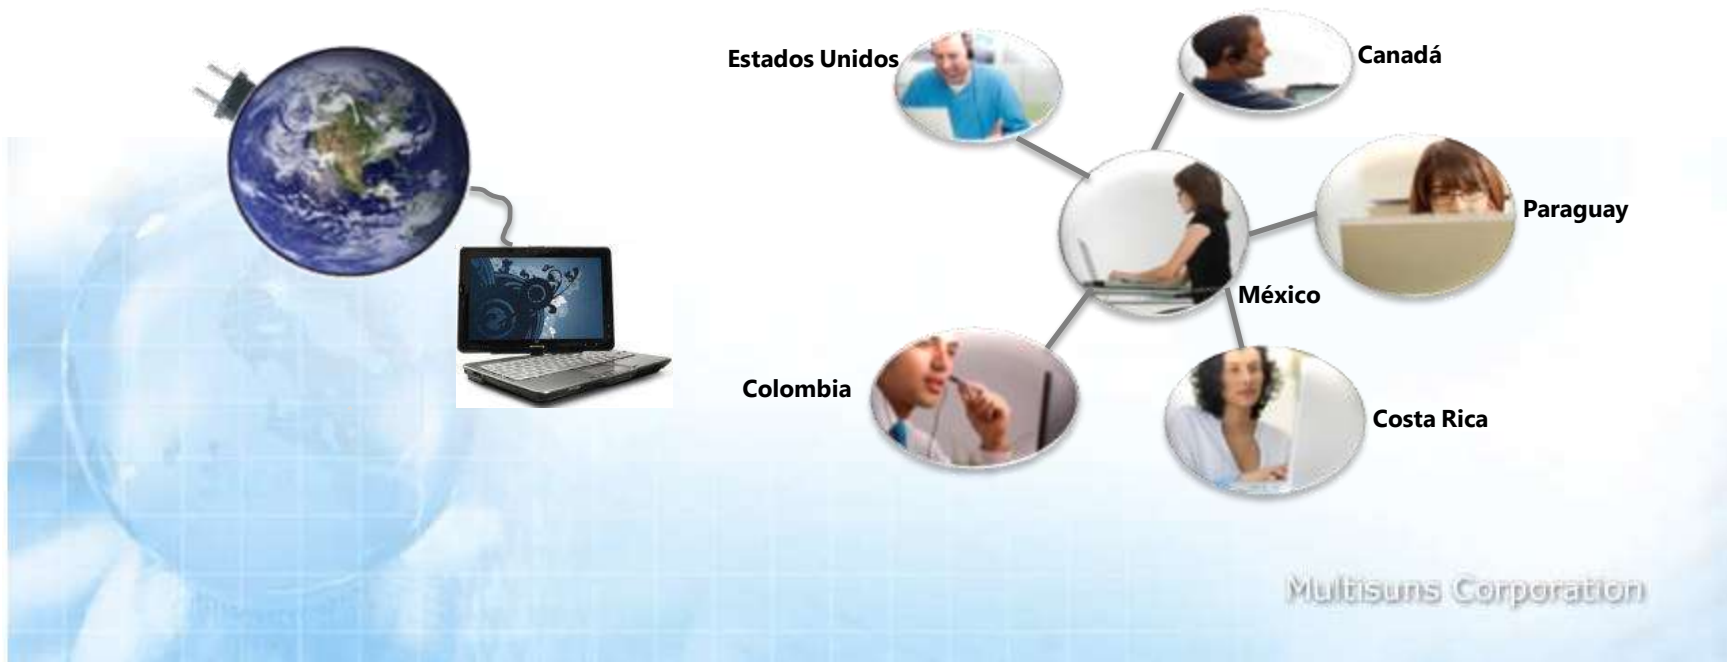 Estados Unidos
Canadá
Paraguay
México
Colombia
Costa Rica
Multisuns Corporation